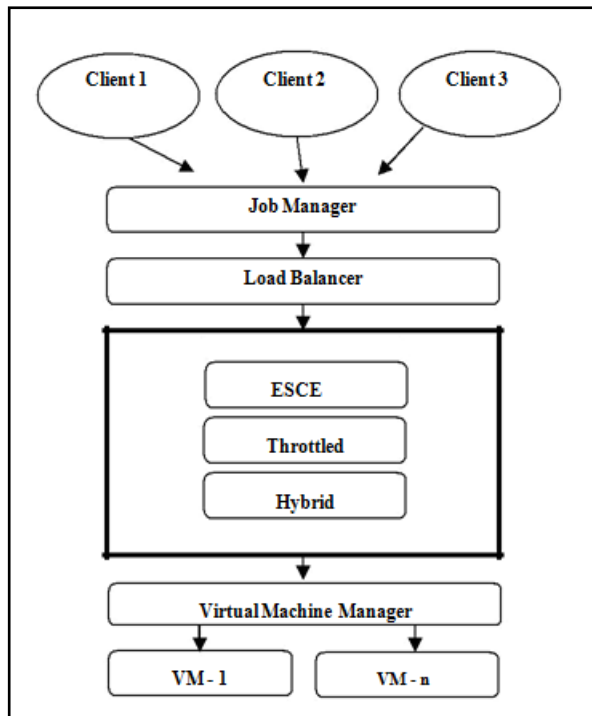 Client 1
Client 2
Client 3
Job Manager
Load Balancer
ESCE
Throttled
Hybrid
Virtual Machine Manager
VM - 1
VM - n